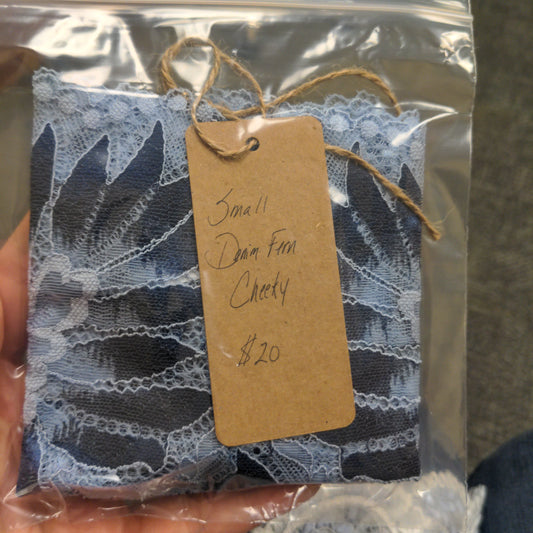 Small
Denim Fern
Cheeky
$20